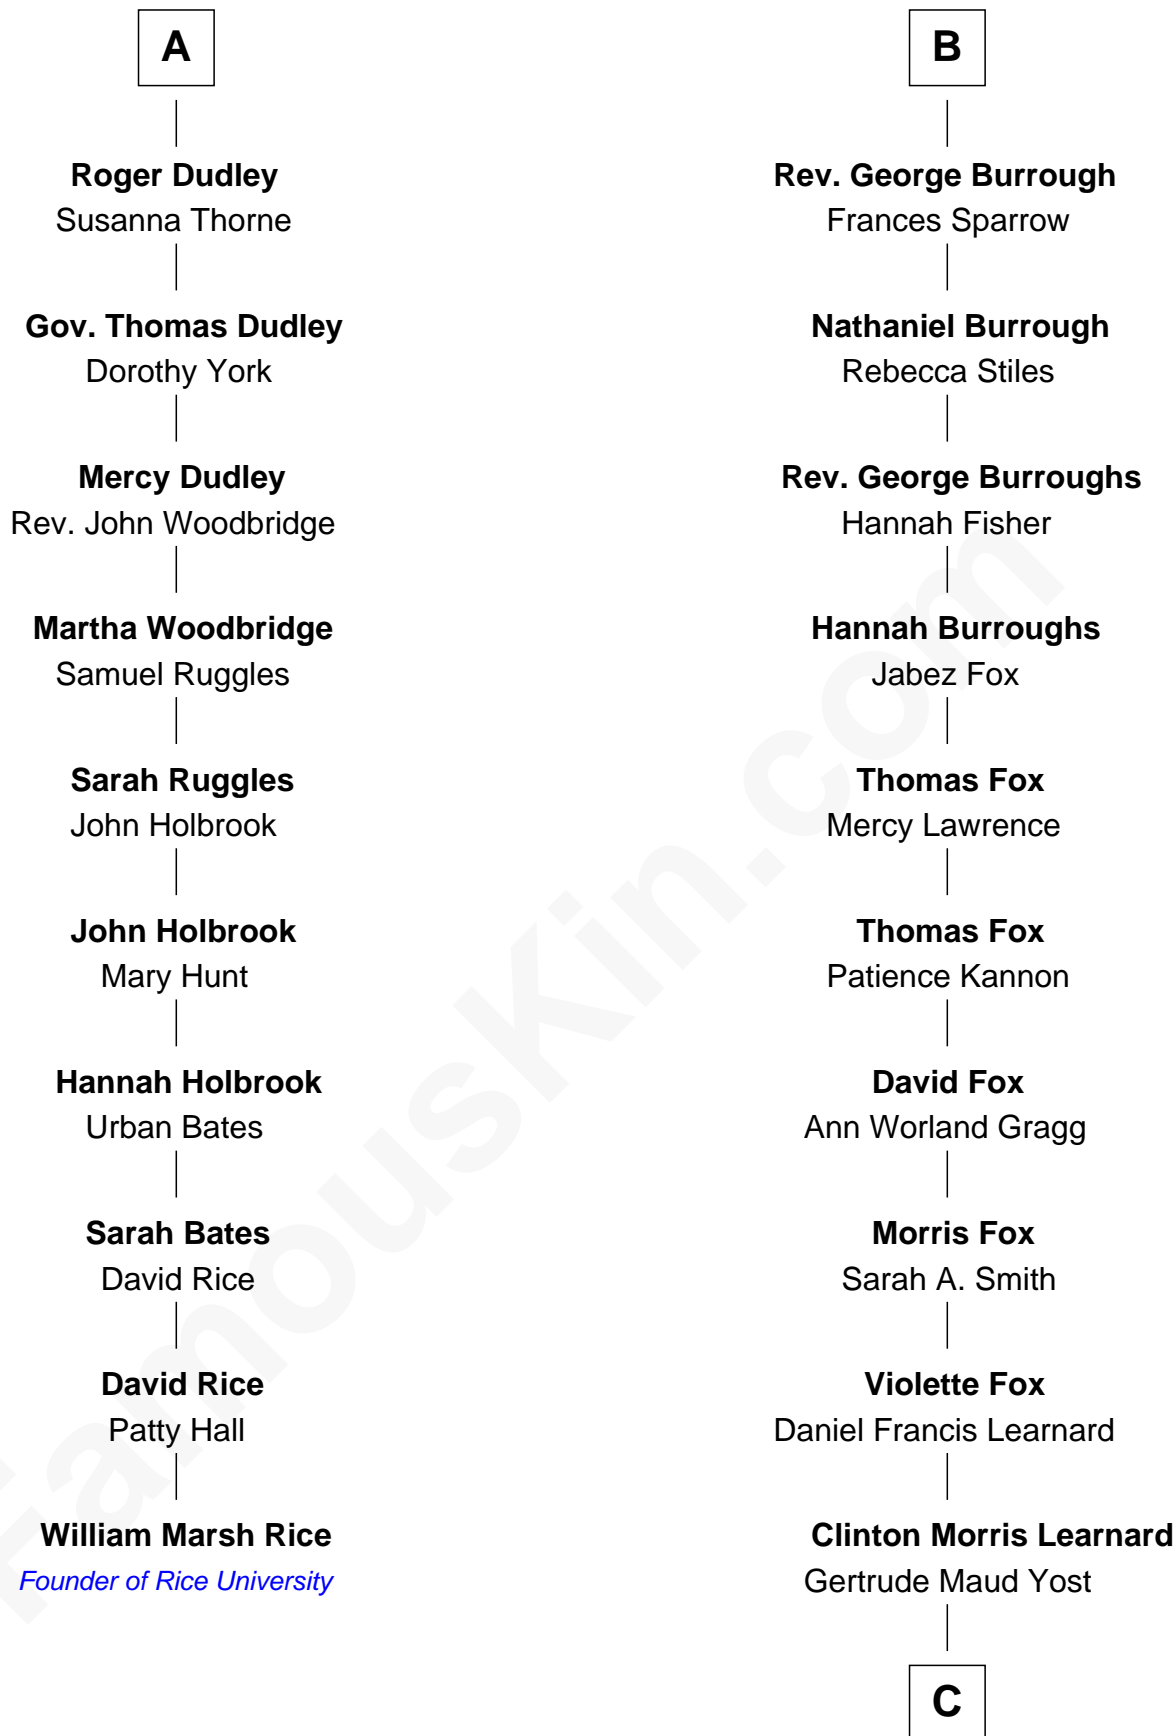 A
Roger Dudley
Susanna Thorne
Gov. Thomas Dudley
Dorothy York
Mercy Dudley
Rev. John Woodbridge
Martha Woodbridge
Samuel Ruggles
Sarah Ruggles
John Holbrook
John Holbrook
Mary Hunt
Hannah Holbrook
Urban Bates
Sarah Bates
David Rice
David Rice
Patty Hall
William Marsh Rice
Founder of Rice University
B
Rev. George Burrough
Frances Sparrow
Nathaniel Burrough
Rebecca Stiles
Rev. George Burroughs
Hannah Fisher
Hannah Burroughs
Jabez Fox
Thomas Fox
Mercy Lawrence
Thomas Fox
Patience Kannon
David Fox
Ann Worland Gragg
Morris Fox
Sarah A. Smith
Violette Fox
Daniel Francis Learnard
Clinton Morris Learnard
Gertrude Maud Yost
C
FamousKin.com